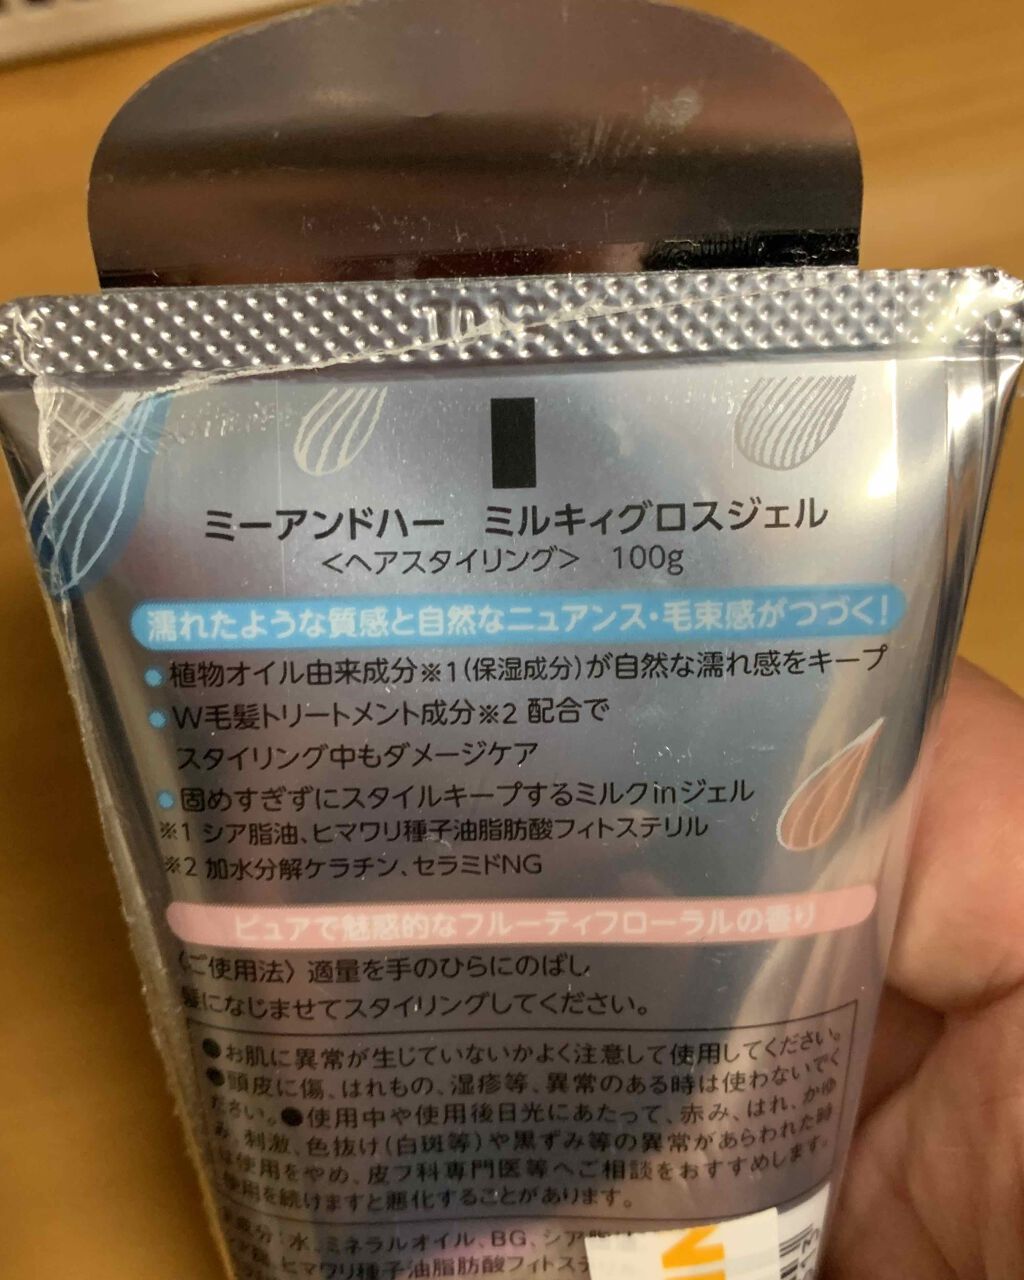 ミーアンドハー　ミルキィグロスジェル
＜ヘアスタイリング＞　100g
濡れたような質感と自然なニュアンス・毛束感がつづく！
●植物オイル由来成分※1(保湿成分)が自然な濡れ感をキープ
●W毛髪トリートメント成分※2 配合で
スタイリング中もダメージケア
●固めすぎずにスタイルキープするミルクinジェル
※1 シア脂油、ヒマワリ種子油脂肪酸フィトステリル
※2 加水分解ケラチン、セラミドNG
ピュアで魅惑的なフルーティフローラルの香り
〈ご使用法〉適量を手のひらにのばし、
髪になじませてスタイリングしてください。
●お肌に異常が生じていないかよく注意して使用してください。
●頭皮に傷、はれもの、湿疹等、異常のある時は使わないでく
ださい。●使用中や使用後日光にあたって、赤み、はれ、かゆ
み、刺激、色抜け(白斑等)や黒ずみ等の異常があらわれた時
は使用をやめ、皮フ科専門医等へご相談をおすすめします。
使用を続けますと悪化することがあります。
成分:水、ミネラルオイル、BG、シア脂
ヒマワリ種子油脂肪酸フィトス